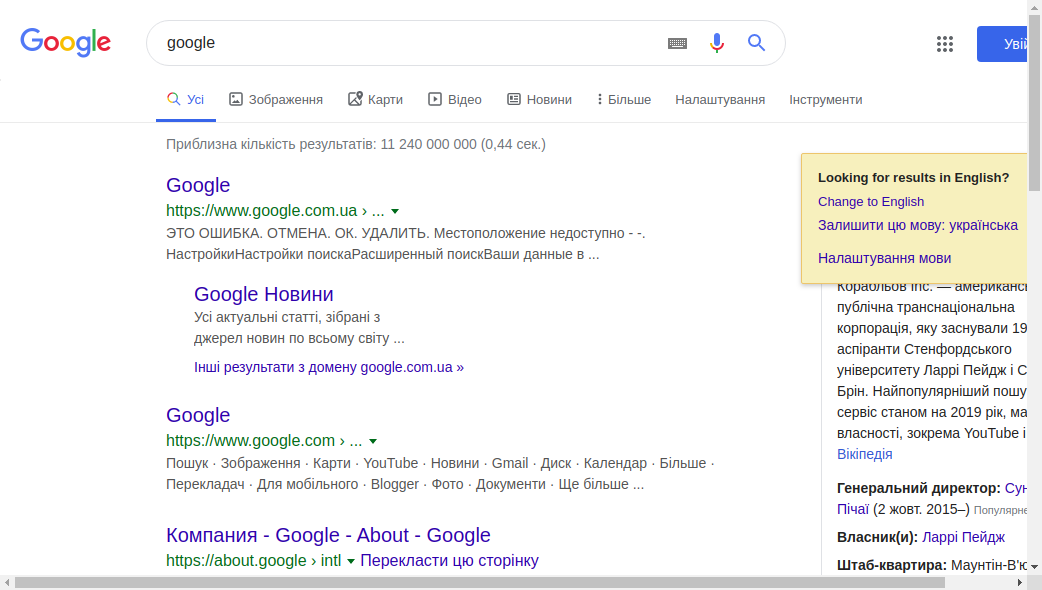 Google
google
Увій
Усі
Зображення
Карти
Відео
Новини
Більше
Налаштування
Інструменти
Приблизна кількість результатів: 11 240 000 000 (0,44 сек.)
Google
https://www.google.com.ua › ...
ЭТО ОШИБКА. ОТМЕНА. ОК. УДАЛИТЬ. Местоположение недоступно - -.
НастройкиНастройки поискаРасширенный поискВаши данные в ...
Google Новини
Усі актуальні статті, зібрані з
джерел новин по всьому світу ...
Інші результати з домену google.com.ua »
Google
https://www.google.com › ...
Пошук · Зображення · Карти · YouTube · Новини · Gmail · Диск · Календар · Більше ·
Перекладач · Для мобільного · Blogger · Фото · Документи · Ще більше ...
Компания - Google - About - Google
https://about.google › intl Перекласти цю сторінку
Looking for results in English?
Change to English
Залишити цю мову: українська
Налаштування мови
Корабльов Inc. — американсь
публічна транснаціональна
корпорація, яку заснували 19
аспіранти Стенфордського
університету Ларрі Пейдж і С
Брін. Найпопулярніший пошу
сервіс станом на 2019 рік, ма
власності, зокрема YouTube і
Вікіпедія
Генеральний директор: Сун
Пічаї (2 жовт. 2015–) Популярне
Власник(и): Ларрі Пейдж
Штаб-квартира: Маунтін-В'ю